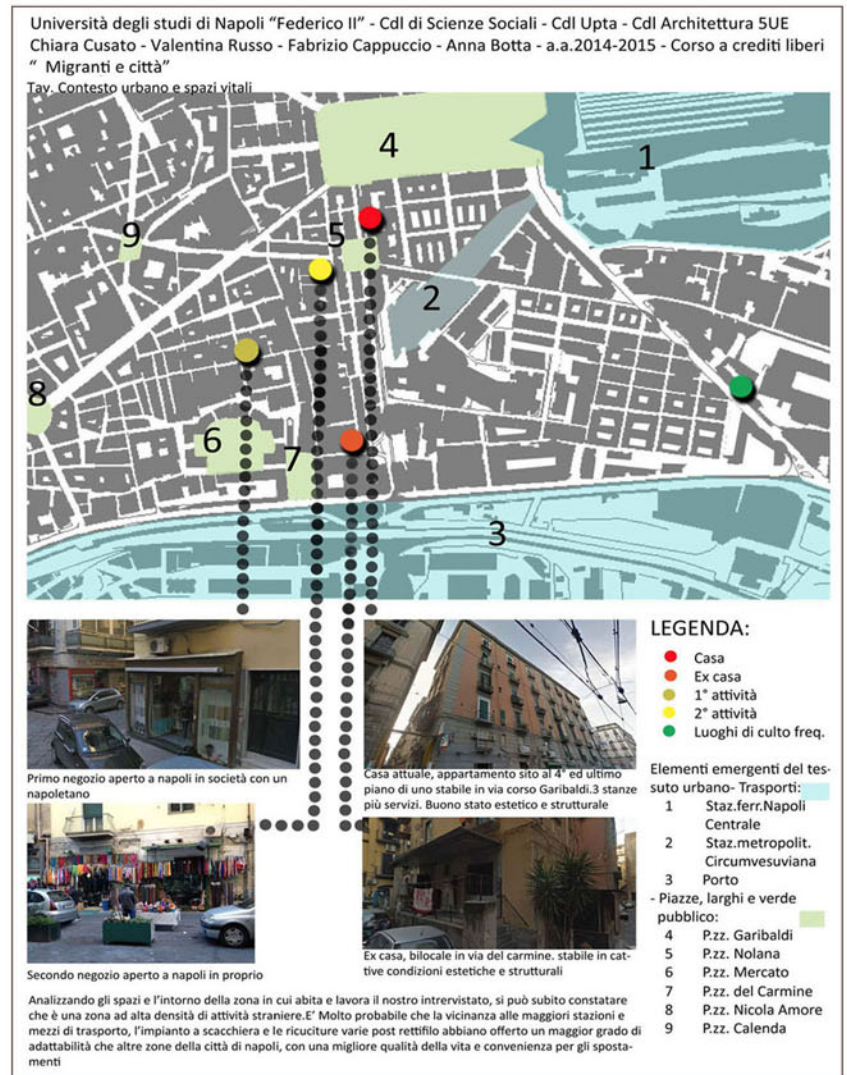 Università degli studi di Napoli “Federico II” - Cdl di Scienze Sociali - Cdl Upta - Cdl Architettura 5UE
Chiara Cusato - Valentina Russo - Fabrizio Cappuccio - Anna Botta - a.a.2014-2015 - Corso a crediti liberi
“ Migranti e città”
Tav. Contesto urbano e spazi vitali
4
1
9
5
2
8
6
7
3
Primo negozio aperto a napoli in società con un
napoletano
Casa attuale, appartamento sito al 4° ed ultimo
piano di uno stabile in via corso Garibaldi.3 stanze
più servizi. Buono stato estetico e strutturale
Secondo negozio aperto a napoli in proprio
Ex casa, bilocale in via del carmine. stabile in cat-
tive condizioni estetiche e strutturali
LEGENDA:
Casa
Ex casa
1° attività
2° attività
Luoghi di culto freq.
Elementi emergenti del tes-
suto urbano- Trasporti:
1 Staz.ferr.Napoli
Centrale
2 Staz.metropolit.
Circumvesuviana
3 Porto
- Piazze, larghi e verde
pubblico:
4 P.zz. Garibaldi
5 P.zz. Nolana
6 P.zz. Mercato
7 P.zz. del Carmine
8 P.zz. Nicola Amore
9 P.zz. Calenda
Analizzando gli spazi e l’intorno della zona in cui abita e lavora il nostro intrervistato, si può subito constatare
che è una zona ad alta densità di attività straniere.E’ Molto probabile che la vicinanza alle maggiori stazioni e
mezzi di trasporto, l’impianto a scacchiera e le ricuciture varie post rettifilo abbiano offerto un maggior grado di
adattabilità che altre zone della città di napoli, con una migliore qualità della vita e convenienza per gli sposta-
menti